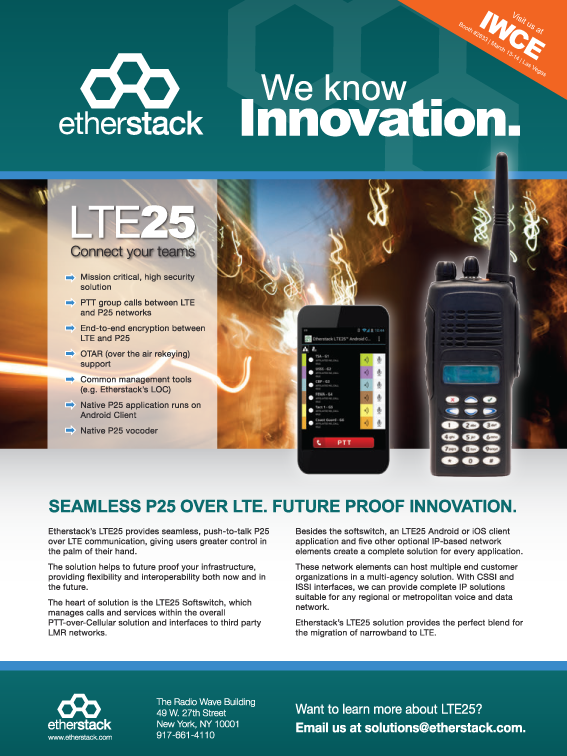 Visit us at
IWCE
Booth #2633 | March 13-14 | Las Vegas
etherstack
We know
Innovation.
LTE25
Connect your teams
Mission critical, high security
solution
PTT group calls between LTE
and P25 networks
End-to-end encryption between
LTE and P25
OTAR (over the air rekeying)
support
Common management tools
(e.g. Etherstack's LOC)
Native P25 application runs on
Android Client
Native P25 vocoder
Etherstack LTE25™ Android C...
PTT
SEAMLESS P25 OVER LTE. FUTURE PROOF INNOVATION.
Etherstack's LTE25 provides seamless, push-to-talk P25
over LTE communication, giving users greater control in
the palm of their hand.
The solution helps to future proof your infrastructure,
providing flexibility and interoperability both now and in
the future.
The heart of solution is the LTE25 Softswitch, which
manages calls and services within the overall
PTT-over-Cellular solution and interfaces to third party
LMR networks.
Besides the softswitch, an LTE25 Android or iOS client
application and five other optional IP-based network
elements create a complete solution for every application.
These network elements can host multiple end customer
organizations in a multi-agency solution. With CSSI and
ISSI interfaces, we can provide complete IP solutions
suitable for any regional or metropolitan voice and data
network.
Etherstack's LTE25 solution provides the perfect blend for
the migration of narrowband to LTE.
etherstack
www.etherstack.com
The Radio Wave Building
49 W. 27th Street
New York, NY 10001
917-661-4110
Want to learn more about LTE25?
Email us at solutions@etherstack.com.